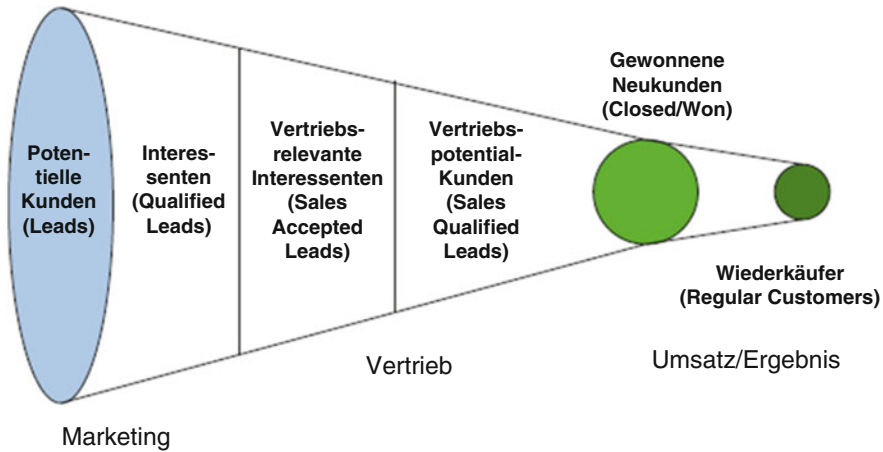 Poten-
tielle
Kunden
(Leads)
Interes-
senten
(Qualified
Leads)
Vertriebs-
relevante
Interessenten
(Sales
Accepted
Leads)
Vertriebs-
potential-
Kunden
(Sales
Qualified
Leads)
Gewonnene
Neukunden
(Closed/Won)
Wiederkäufer
(Regular Customers)
Marketing
Vertrieb
Umsatz/Ergebnis